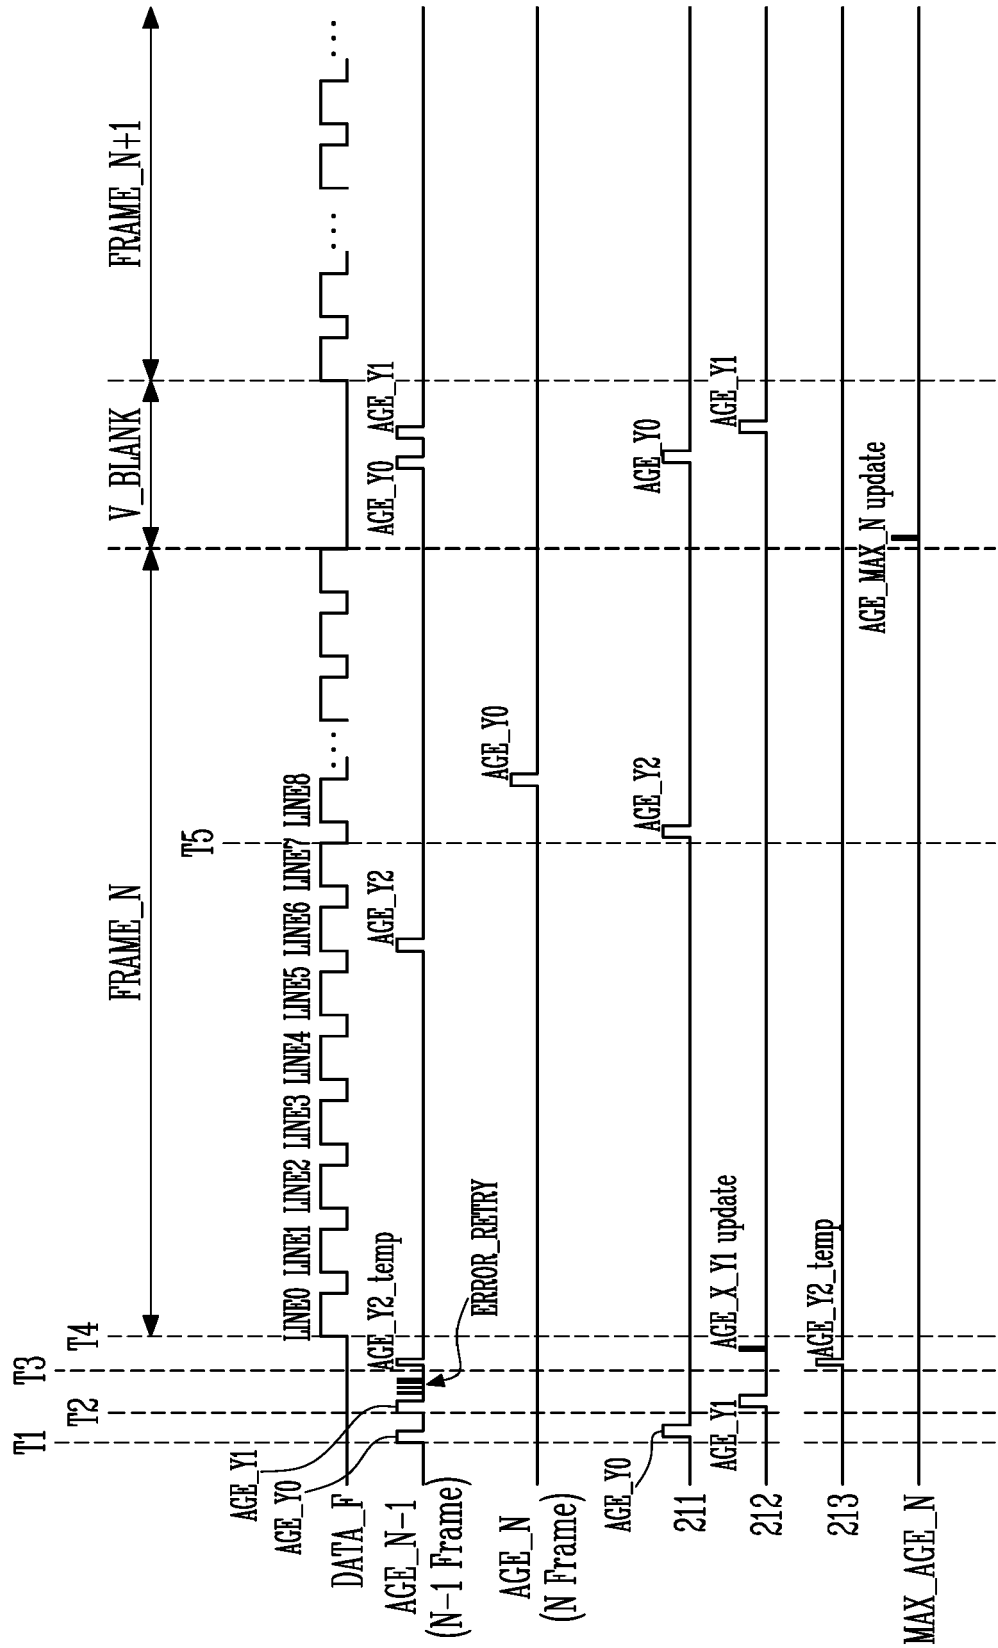 FRAME_N
V_BLANK
FRAME_N+1
T1
T2
T3
T4
T5
AGE_Y1
AGE_Y0
DATA_F
LINE0 LINE1 LINE2 LINE3 LINE4 LINE5 LINE6 LINE7 LINE8
...
...
...
AGE_N-1
(N-1 Frame)
AGE_Y2_temp
ERROR_RETRY
AGE_Y2
AGE_Y0
AGE_Y1
AGE_N
(N Frame)
AGE_Y0
AGE_Y0
211
AGE_Y2
AGE_Y0
212
AGE_Y1
AGE_X_Y1 update
AGE_Y1
213
AGE_Y2_temp
MAX_AGE_N
AGE_MAX_N update